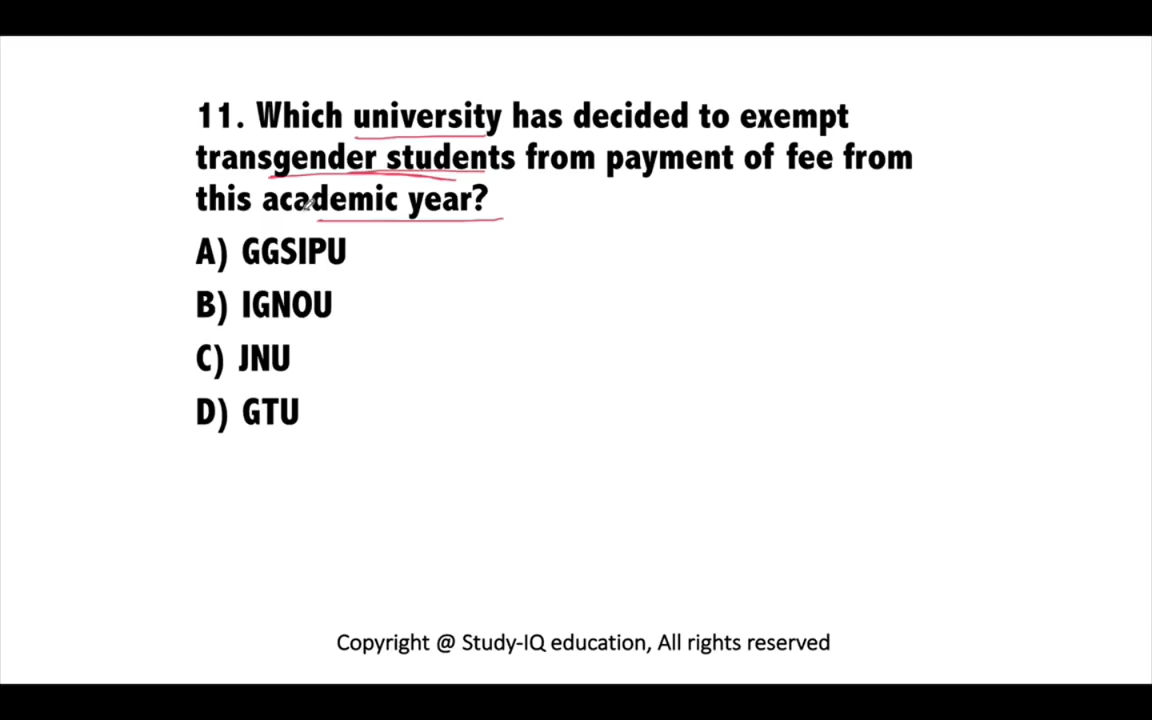 11. Which university has decided to exempt
transgender students from payment of fee from
this academic year?
A) GGSIPU
B) IGNOU
C) JNU
D) GTU
Copyright @ Study-IQ education, All rights reserved